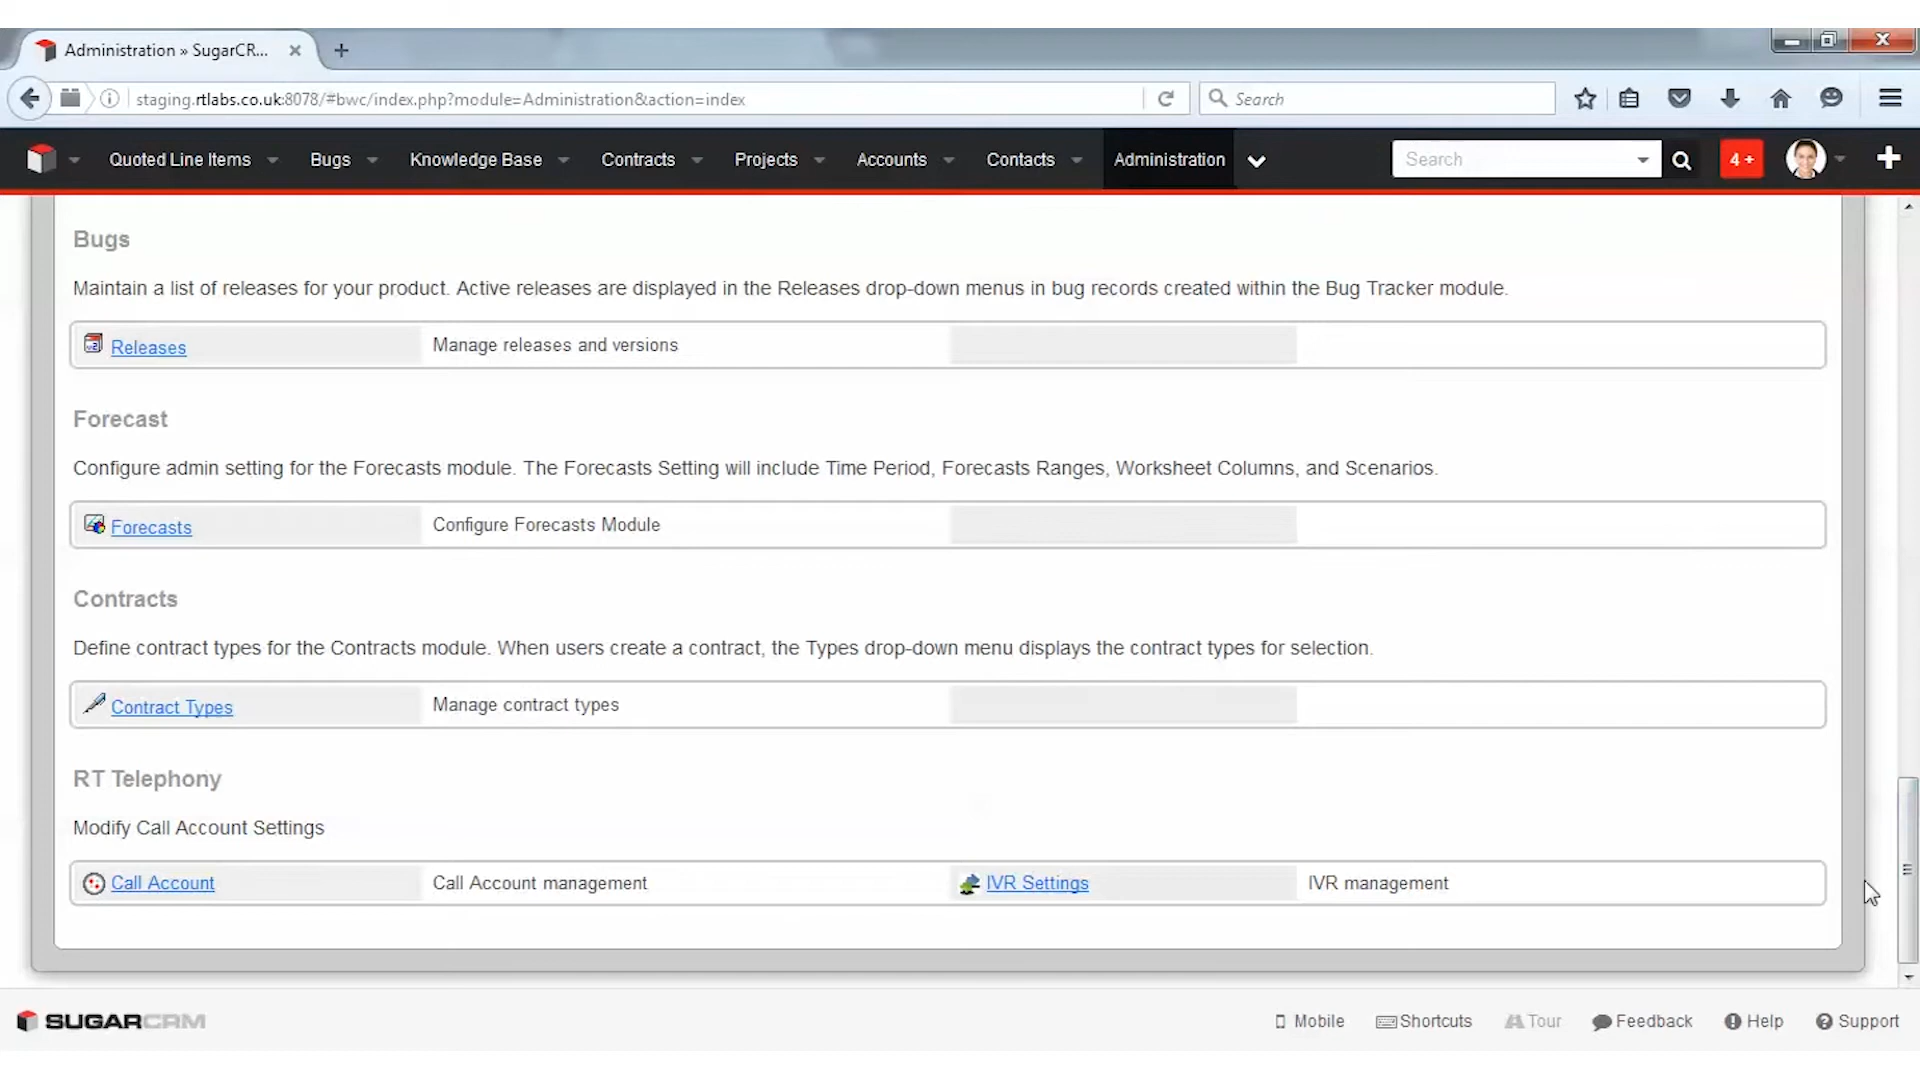 Administration » SugarCR...
staging.rtlabs.co.uk:8078/#bwc/index.php?module=Administration&action=index
Search
Quoted Line Items
Bugs
Knowledge Base
Contracts
Projects
Accounts
Contacts
Administration
Search
4 +
Bugs
Maintain a list of releases for your product. Active releases are displayed in the Releases drop-down menus in bug records created within the Bug Tracker module.
Releases
Manage releases and versions
Forecast
Configure admin setting for the Forecasts module. The Forecasts Setting will include Time Period, Forecasts Ranges, Worksheet Columns, and Scenarios.
Forecasts
Configure Forecasts Module
Contracts
Define contract types for the Contracts module. When users create a contract, the Types drop-down menu displays the contract types for selection.
Contract Types
Manage contract types
RT Telephony
Modify Call Account Settings
Call Account
Call Account management
IVR Settings
IVR management
SUGARCRM
Mobile
Shortcuts
Tour
Feedback
Help
Support